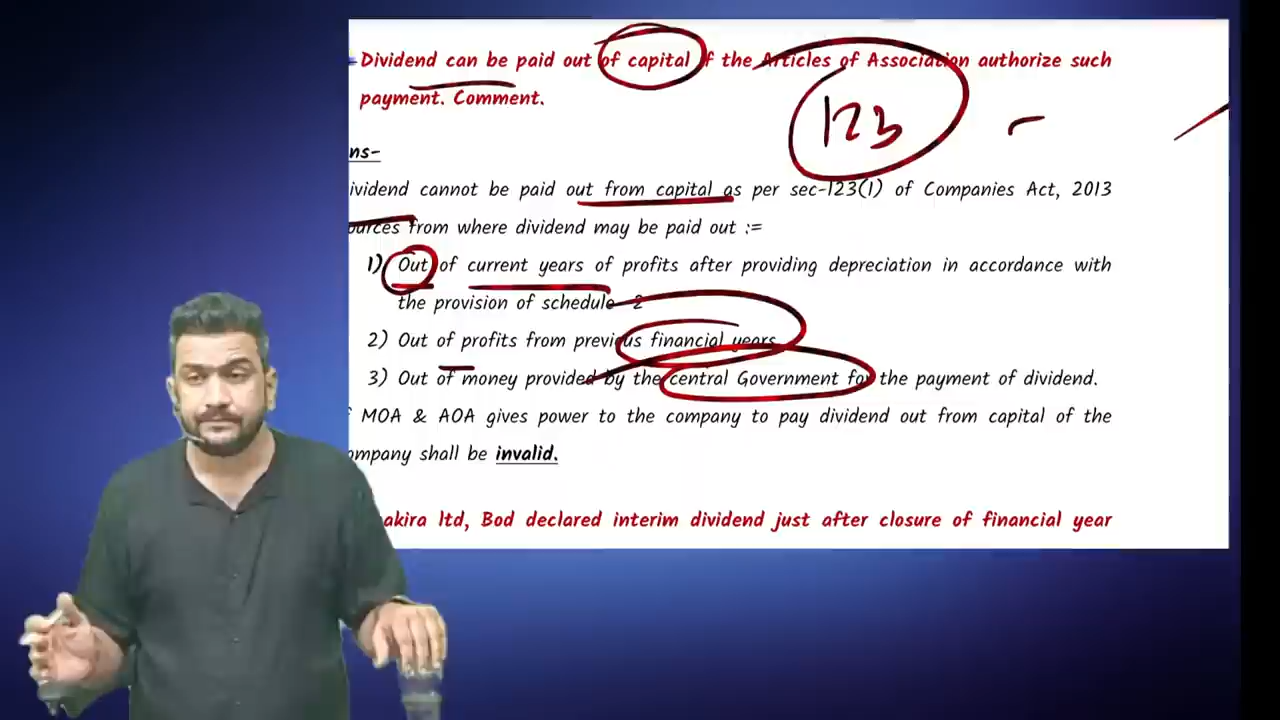 Dividend can be paid out of capital if the Articles of Association authorize such
payment. Comment.
123
ns-
ividend cannot be paid out from capital as per sec-123(1) of Companies Act, 2013
ources from where dividend may be paid out :=
1) Out of current years of profits after providing depreciation in accordance with
the provision of schedule-2
2) Out of profits from previous financial years
3) Out of money provided by the central Government for the payment of dividend.
f MOA & AOA gives power to the company to pay dividend out from capital of the
ompany shall be invalid.
akira ltd, Bod declared interim dividend just after closure of financial year